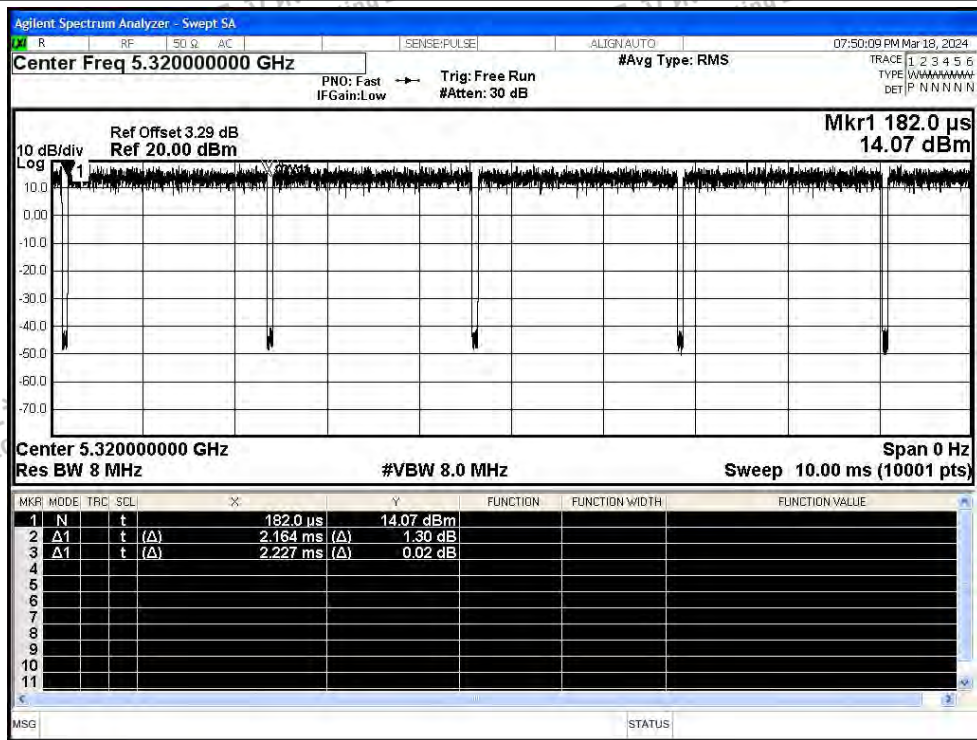 Agilent Spectrum Analyzer - Swept SA
R RF 50 Ω AC SENSE:PULSE ALIGN AUTO 07:50:09 PM Mar 18, 2024
Center Freq 5.320000000 GHz #Avg Type: RMS TRACE 1 2 3 4 5 6
PNO: Fast Trig: Free Run TYPE WWWWWW
IFGain:Low #Atten: 30 dB DET P N N N N N
Mkr1 182.0 µs
Ref Offset 3.29 dB
10 dB/div Ref 20.00 dBm 14.07 dBm
Log
1
10.0
0.00
-10.0
-20.0
-30.0
-40.0
-50.0
-60.0
-70.0
Center 5.320000000 GHz Span 0 Hz
Res BW 8 MHz #VBW 8.0 MHz Sweep 10.00 ms (10001 pts)
MKR MODE TRC SCL X Y FUNCTION FUNCTION WIDTH FUNCTION VALUE
1 N t 182.0 µs 14.07 dBm
2 Δ1 t (Δ) 2.164 ms (Δ) 1.30 dB
3 Δ1 t (Δ) 2.227 ms (Δ) 0.02 dB
4
5
6
7
8
9
10
11
MSG STATUS